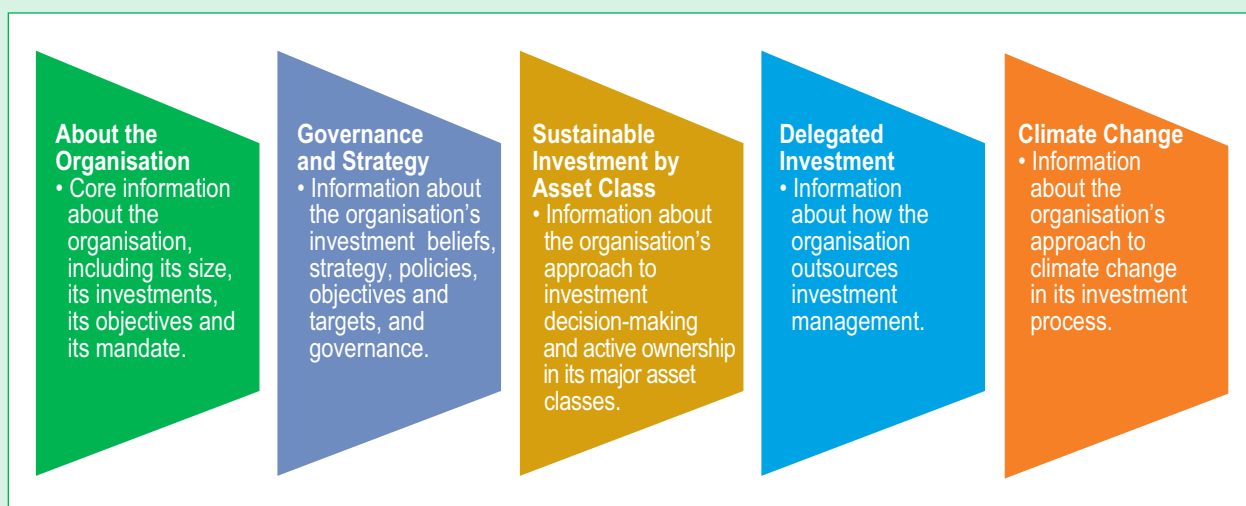 About the
Organisation
• Core information
about the
organisation,
including its size,
its investments,
its objectives and
its mandate.
Governance
and Strategy
• Information about
the organisation’s
investment beliefs,
strategy, policies,
objectives and
targets, and
governance.
Sustainable
Investment by
Asset Class
• Information about
the organisation’s
approach to
investment
decision-making
and active ownership
in its major asset
classes.
Delegated
Investment
• Information
about how the
organisation
outsources
investment
management.
Climate Change
• Information
about the
organisation’s
approach to
climate change
in its investment
process.